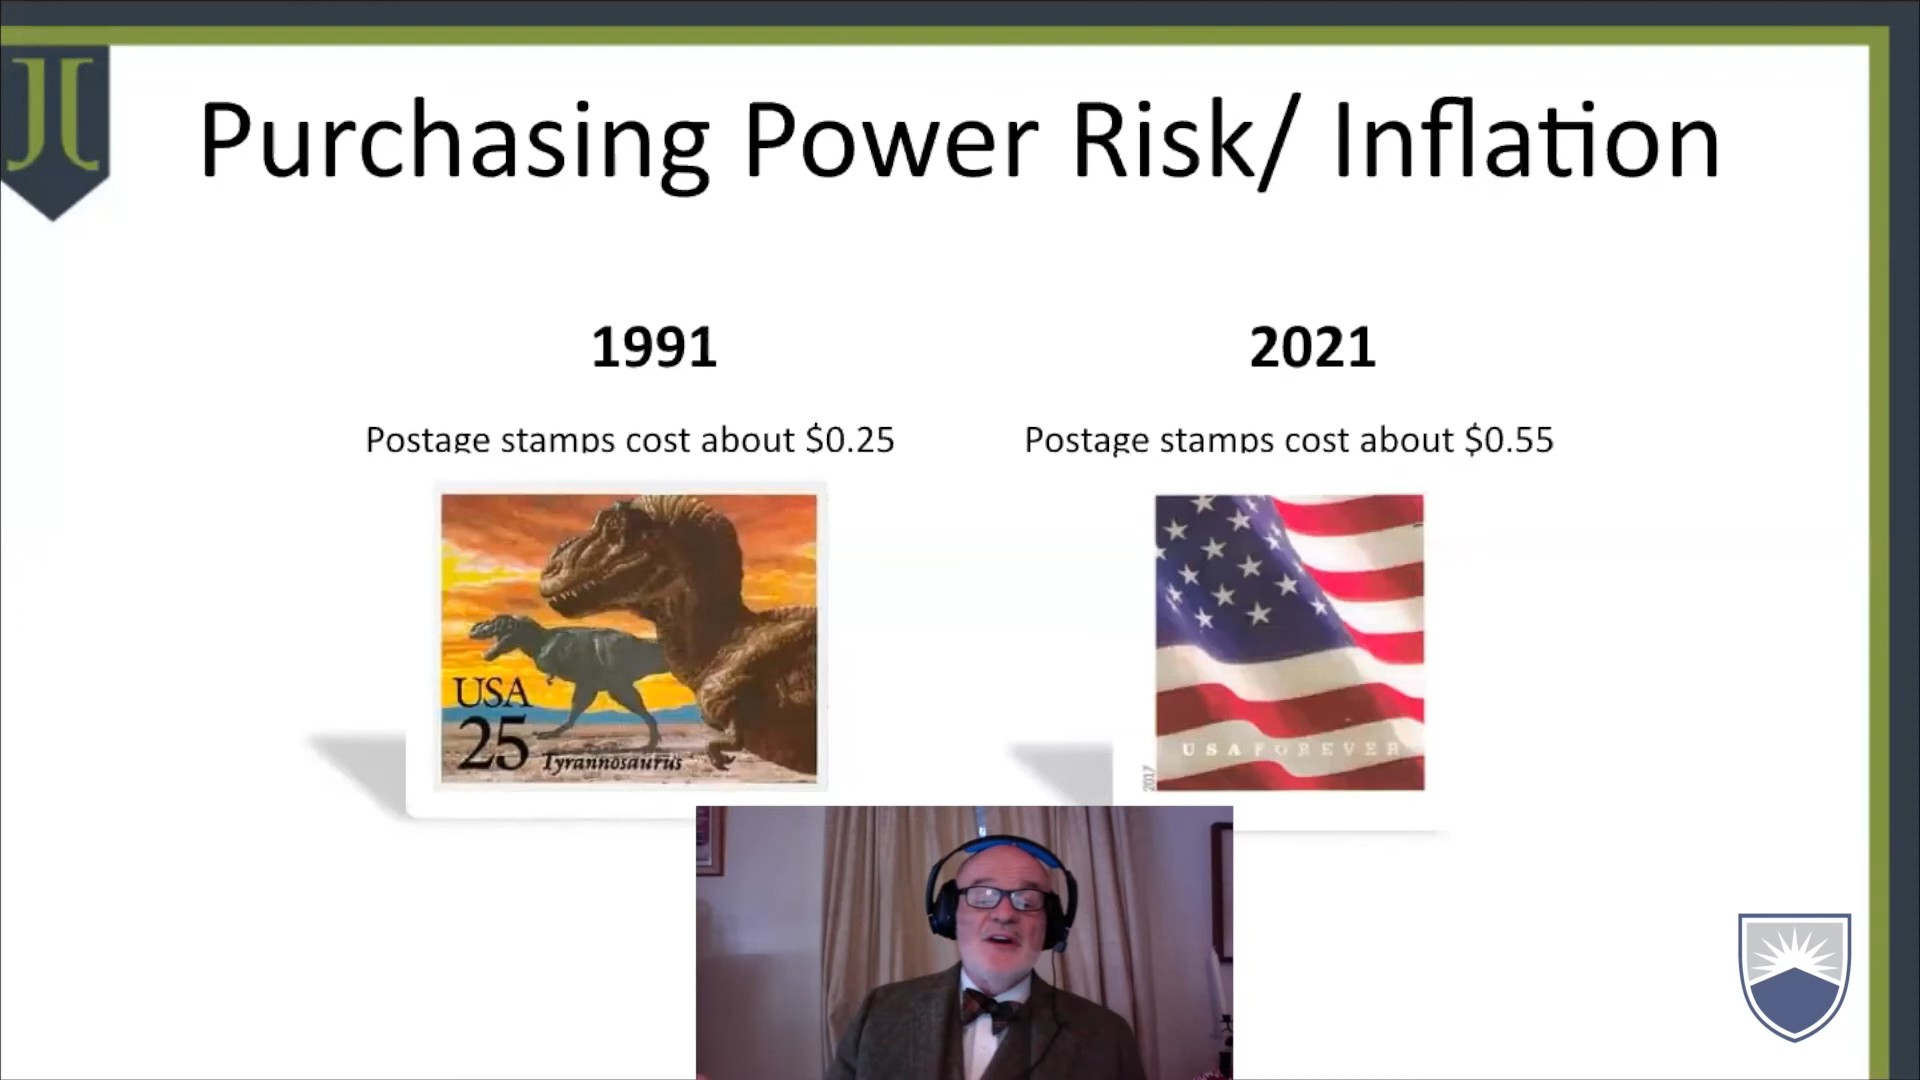 Purchasing Power Risk/ Inflation
1991
2021
Postage stamps cost about $0.25
Postage stamps cost about $0.55
USA
25
Tyrannosaurus
USA FOREVER
2017